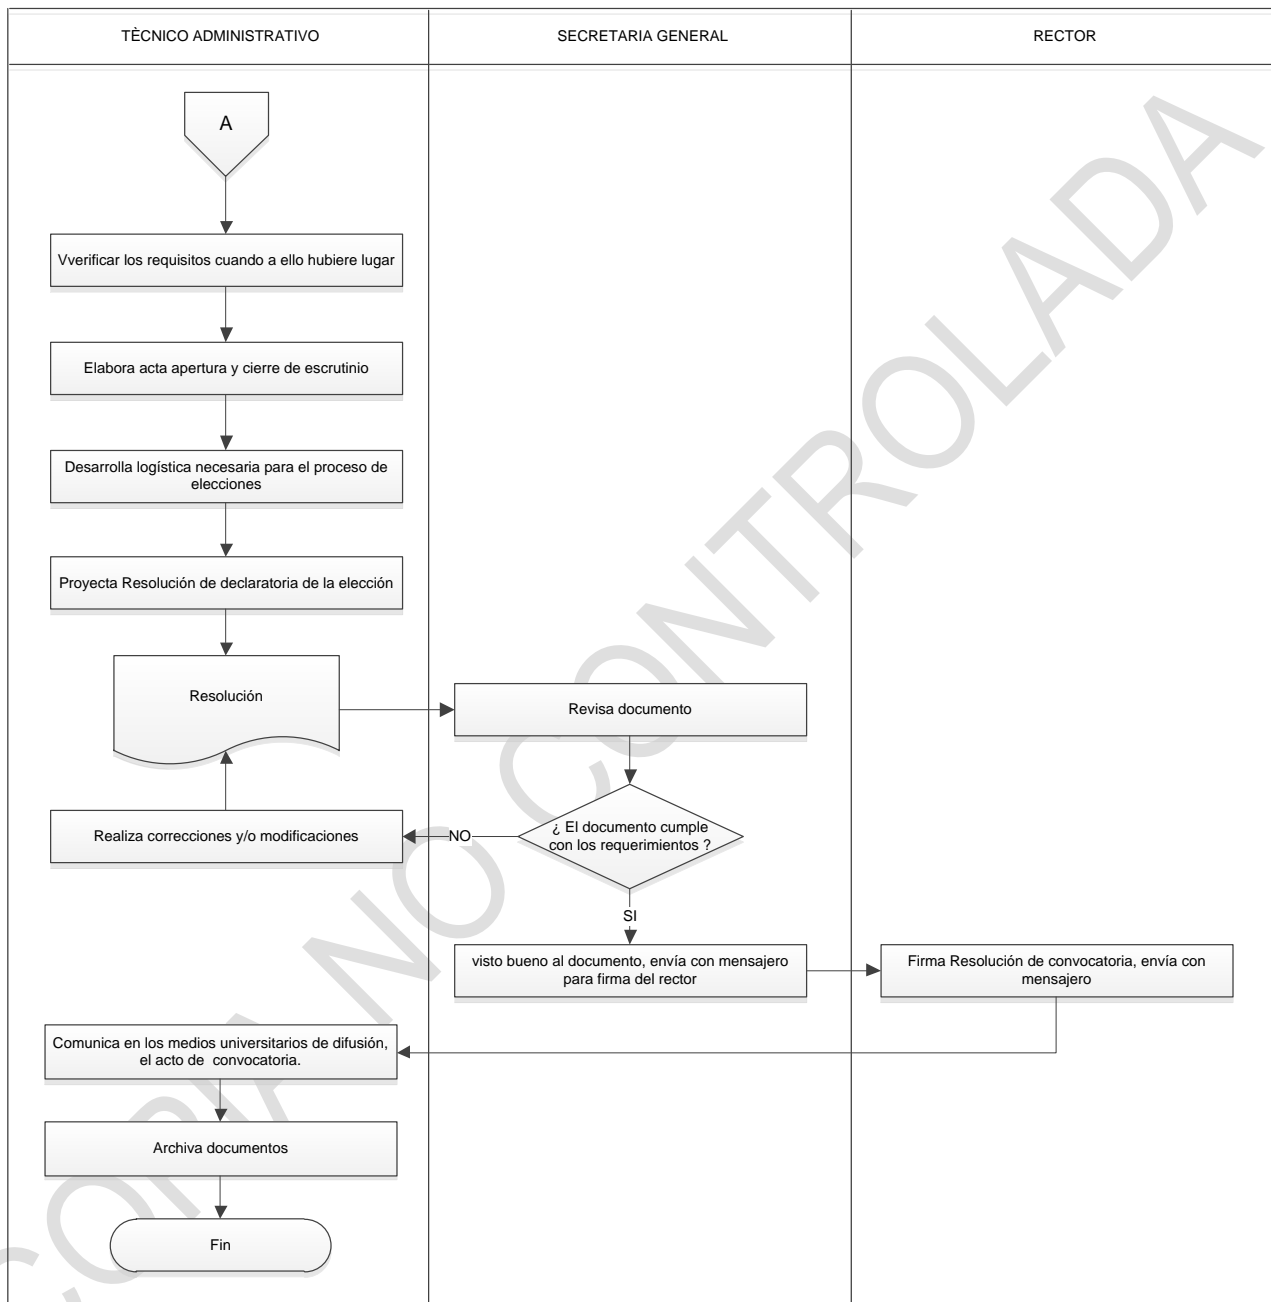 TÈCNICO ADMINISTRATIVO
SECRETARIA GENERAL
RECTOR
A
Vverificar los requisitos cuando a ello hubiere lugar
Elabora acta apertura y cierre de escrutinio
Desarrolla logística necesaria para el proceso de
elecciones
Proyecta Resolución de declaratoria de la elección
Resolución
Revisa documento
Realiza correcciones y/o modificaciones
NO
¿ El documento cumple
con los requerimientos ?
SI
visto bueno al documento, envía con mensajero
para firma del rector
Firma Resolución de convocatoria, envía con
mensajero
Comunica en los medios universitarios de difusión,
el acto de  convocatoria.
Archiva documentos
Fin
COPIA NO CONTROLADA